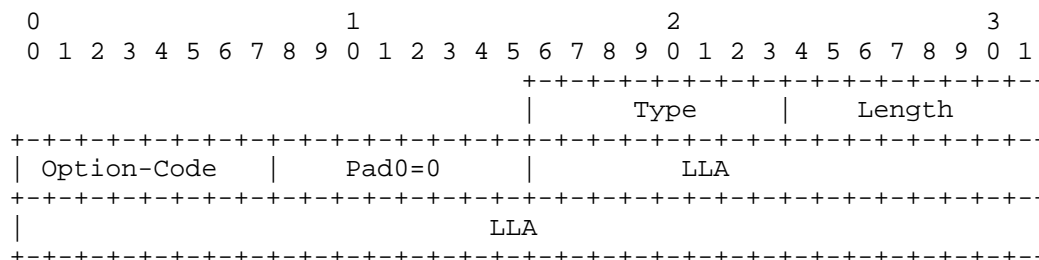 0 1 2 3
0 1 2 3 4 5 6 7 8 9 0 1 2 3 4 5 6 7 8 9 0 1 2 3 4 5 6 7 8 9 0 1
+-+-+-+-+-+-+-+-+-+-+-+-+-+-+-+-
| Type | Length
+-+-+-+-+-+-+-+-+-+-+-+-+-+-+-+-+-+-+-+-+-+-+-+-+-+-+-+-+-+-+-+-
| Option-Code | Pad0=0 | LLA
+-+-+-+-+-+-+-+-+-+-+-+-+-+-+-+-+-+-+-+-+-+-+-+-+-+-+-+-+-+-+-+-
| LLA
+-+-+-+-+-+-+-+-+-+-+-+-+-+-+-+-+-+-+-+-+-+-+-+-+-+-+-+-+-+-+-+-